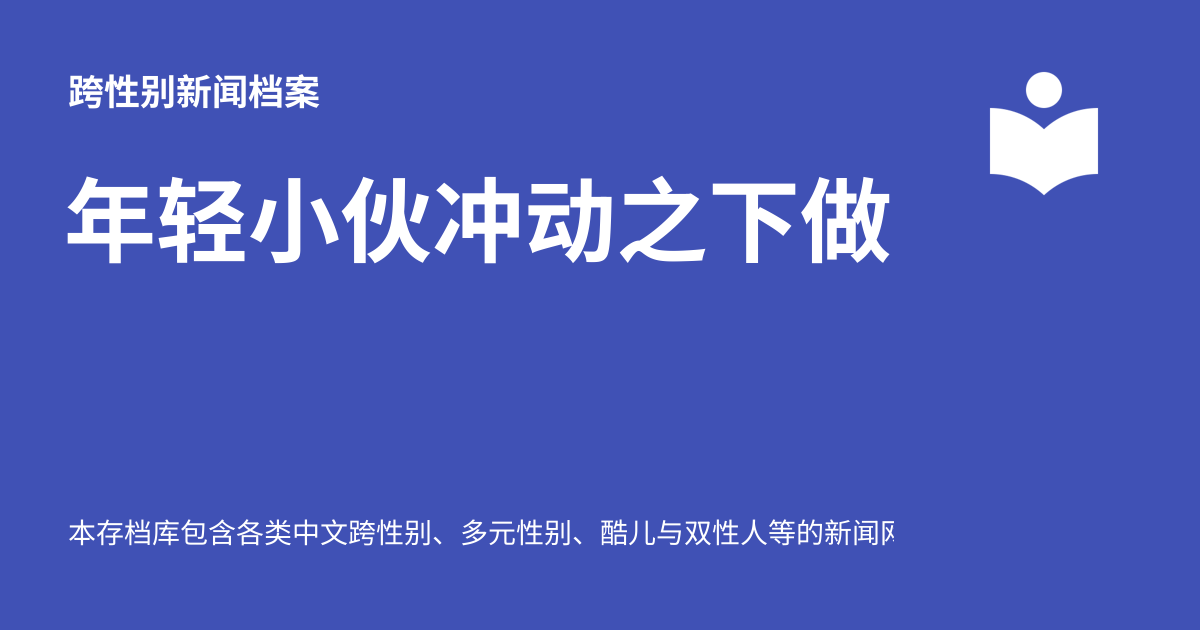 跨性别新闻档案
年轻小伙冲动之下做
本存档库包含各类中文跨性别、多元性别、酷儿与双性人等的新闻网